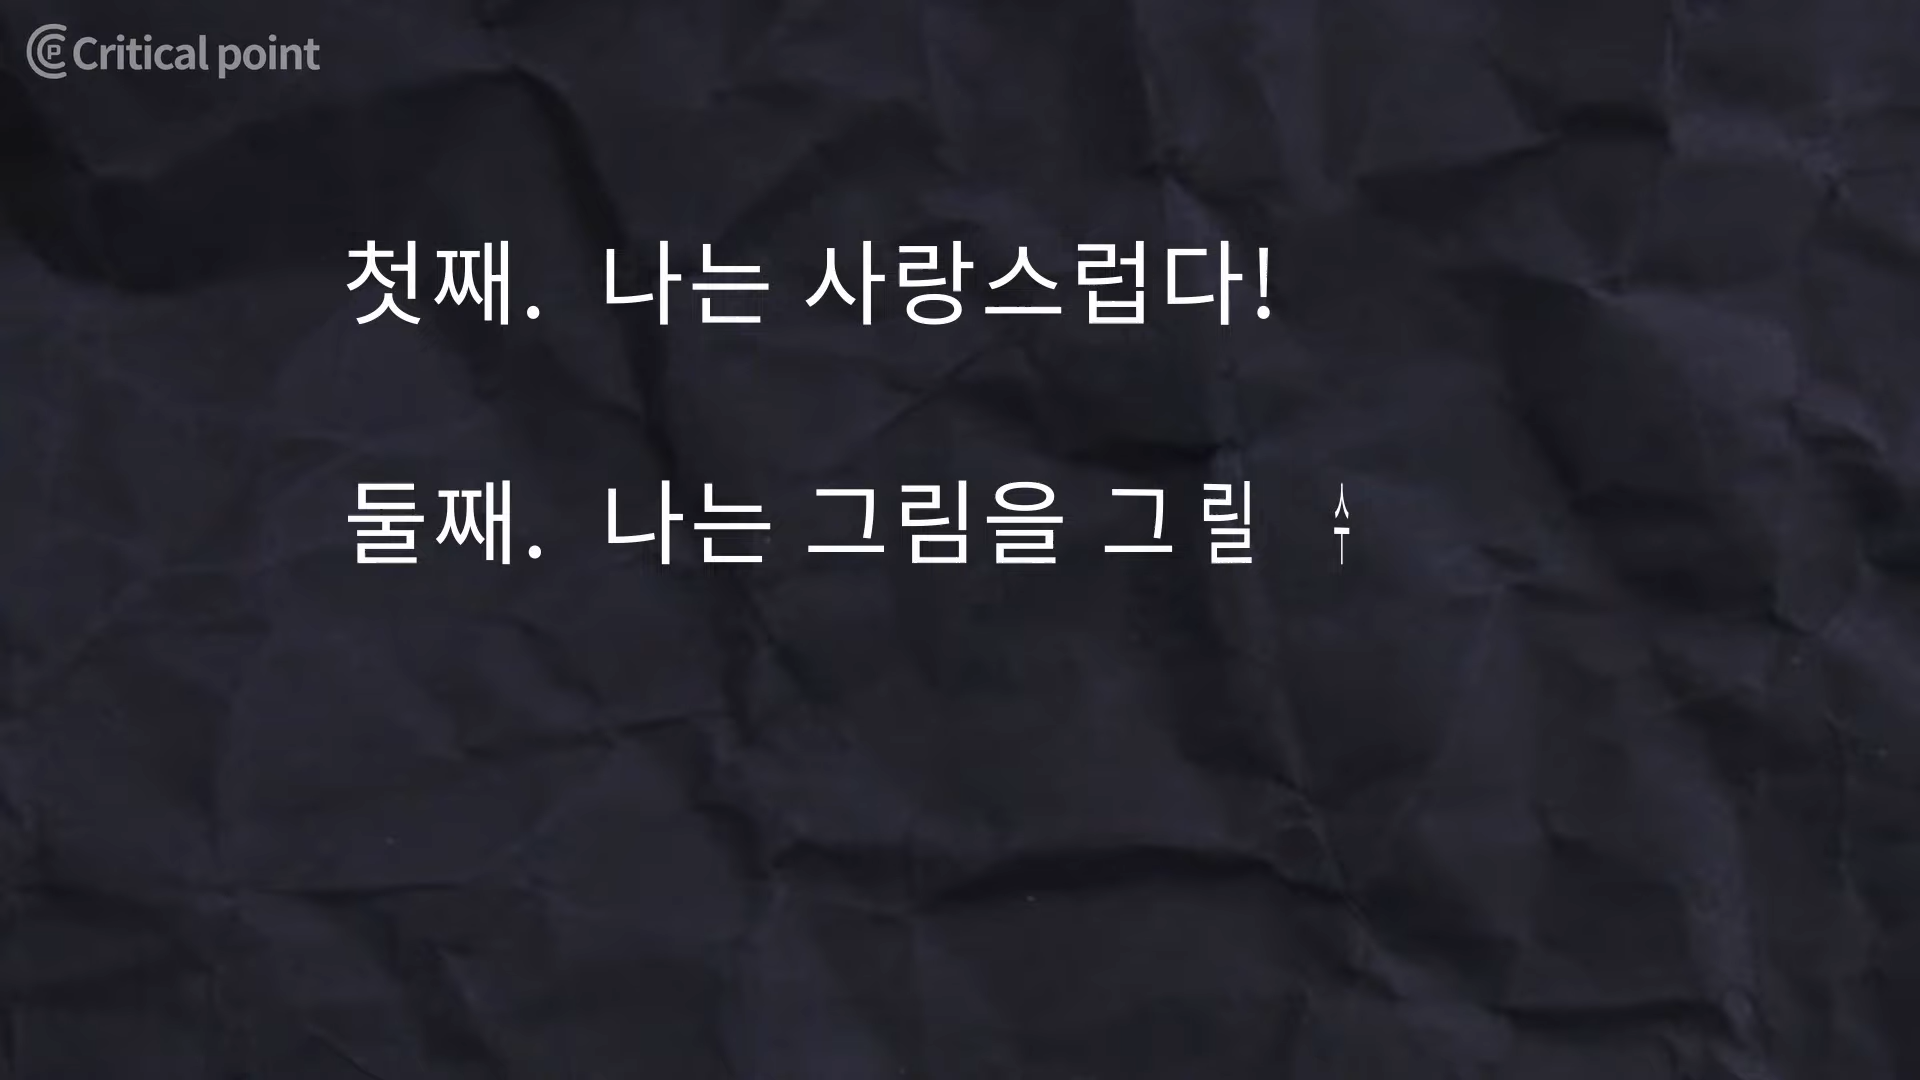 Critical point
첫째. 나는 사랑스럽다!
둘째. 나는 그림을 그릴 수